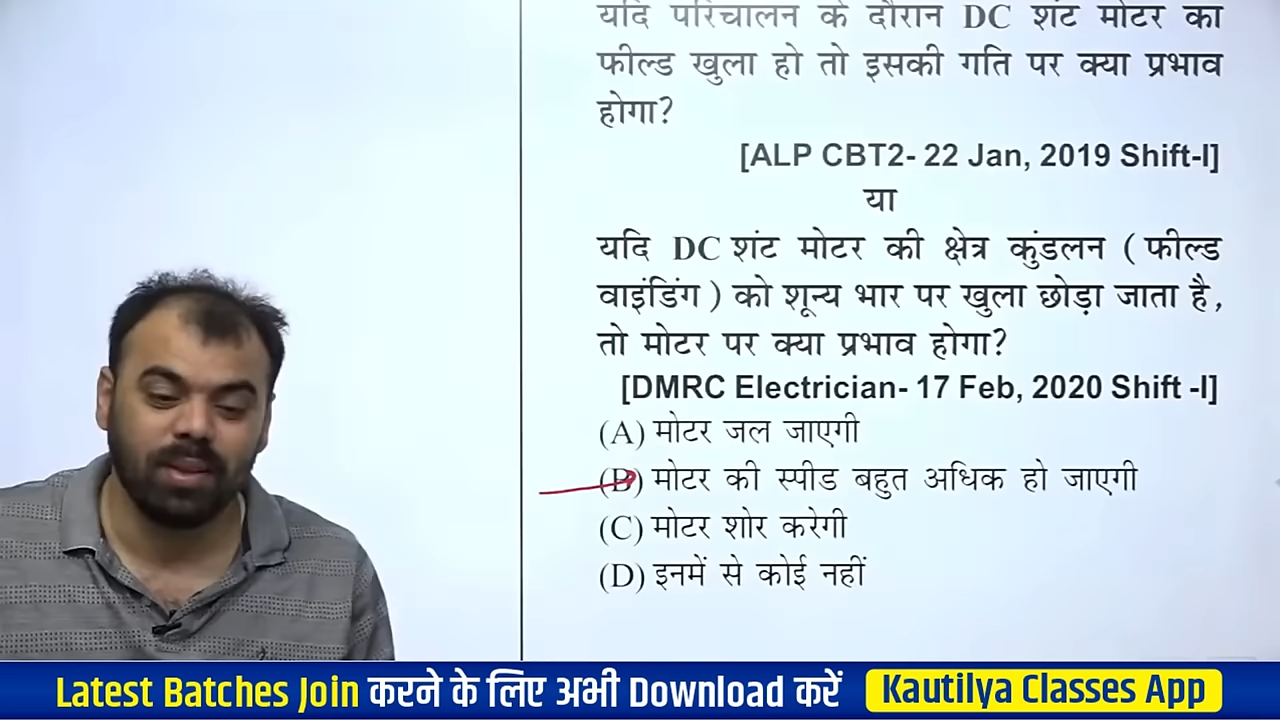 यदि परिचालन के दौरान DC शंट मोटर का
फील्ड खुला हो तो इसकी गति पर क्या प्रभाव
होगा?
[ALP CBT2- 22 Jan, 2019 Shift-I]
या
यदि DC शंट मोटर की क्षेत्र कुंडलन ( फील्ड
वाइंडिंग ) को शून्य भार पर खुला छोड़ा जाता है,
तो मोटर पर क्या प्रभाव होगा?
[DMRC Electrician- 17 Feb, 2020 Shift -I]
(A) मोटर जल जाएगी
(B) मोटर की स्पीड बहुत अधिक हो जाएगी
(C) मोटर शोर करेगी
(D) इनमें से कोई नहीं
Latest Batches Join करने के लिए अभी Download करें Kautilya Classes App